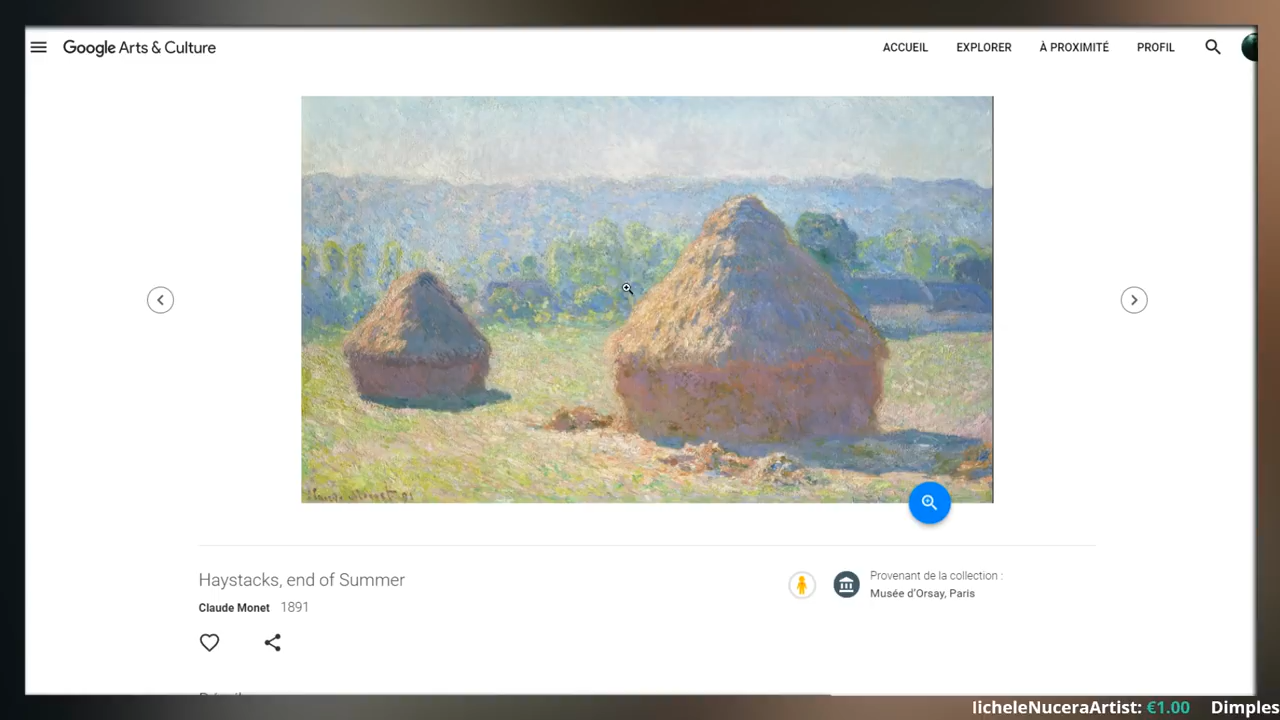 Google Arts & Culture
ACCUEIL EXPLORER À PROXIMITÉ PROFIL
Haystacks, end of Summer
Claude Monet 1891
Provenant de la collection :
Musée d'Orsay, Paris
licheleNuceraArtist: €1.00 Dimples